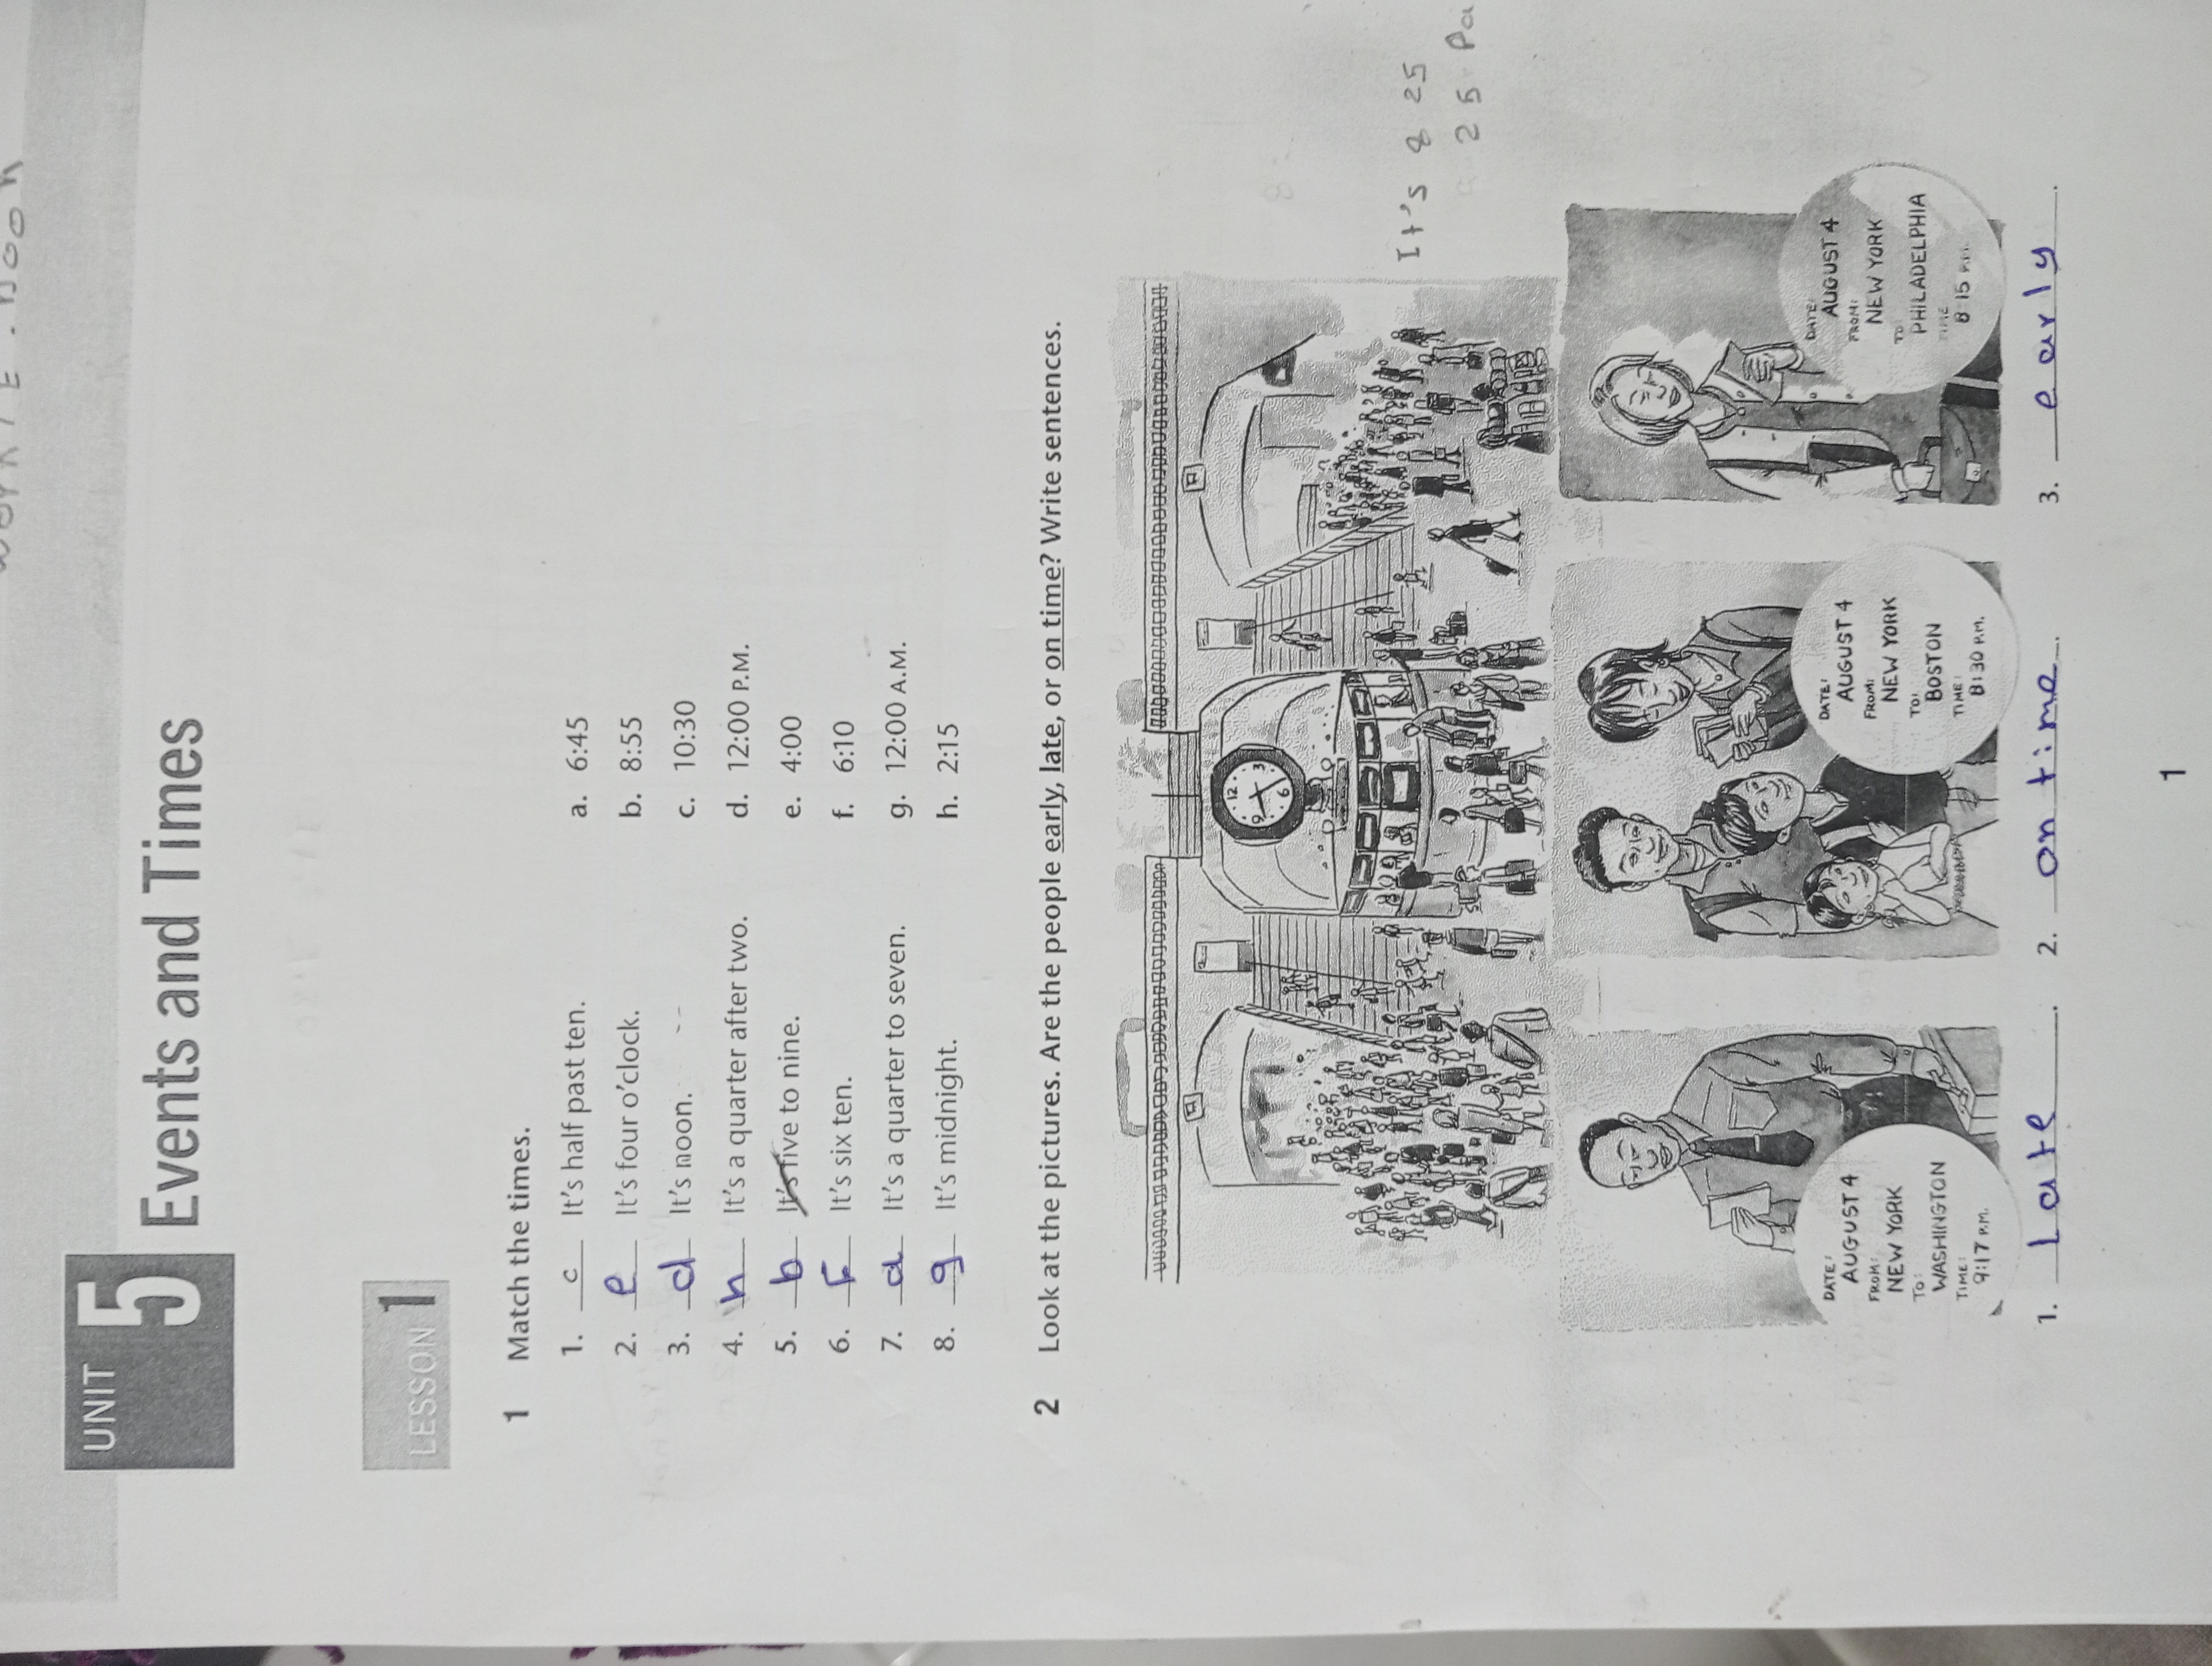 UNIT 5
Events and Times
LESSON 1
1 Match the times.
1. c It's half past ten. a. 6:45
2. e It's four o'clock. b. 8:55
3. d It's noon. c. 10:30
4. h It's a quarter after two. d. 12:00 P.M.
5. b It's five to nine. e. 4:00
6. F It's six ten. f. 6:10
7. a It's a quarter to seven. g. 12:00 A.M.
8. g It's midnight. h. 2:15
2 Look at the pictures. Are the people early, late, or on time? Write sentences.
12
9 3
6
It's 8 25
25 Pa
DATE:
AUGUST 4
FROM:
NEW YORK
TO:
WASHINGTON
TIME:
9:17 P.M.
DATE:
AUGUST 4
FROM:
NEW YORK
TO:
BOSTON
TIME:
8:30 P.M.
DATE:
AUGUST 4
FROM:
NEW YORK
TO
PHILADELPHIA
TIME
8 15 P.M.
1. Late. 2. on time. 3. early.
1